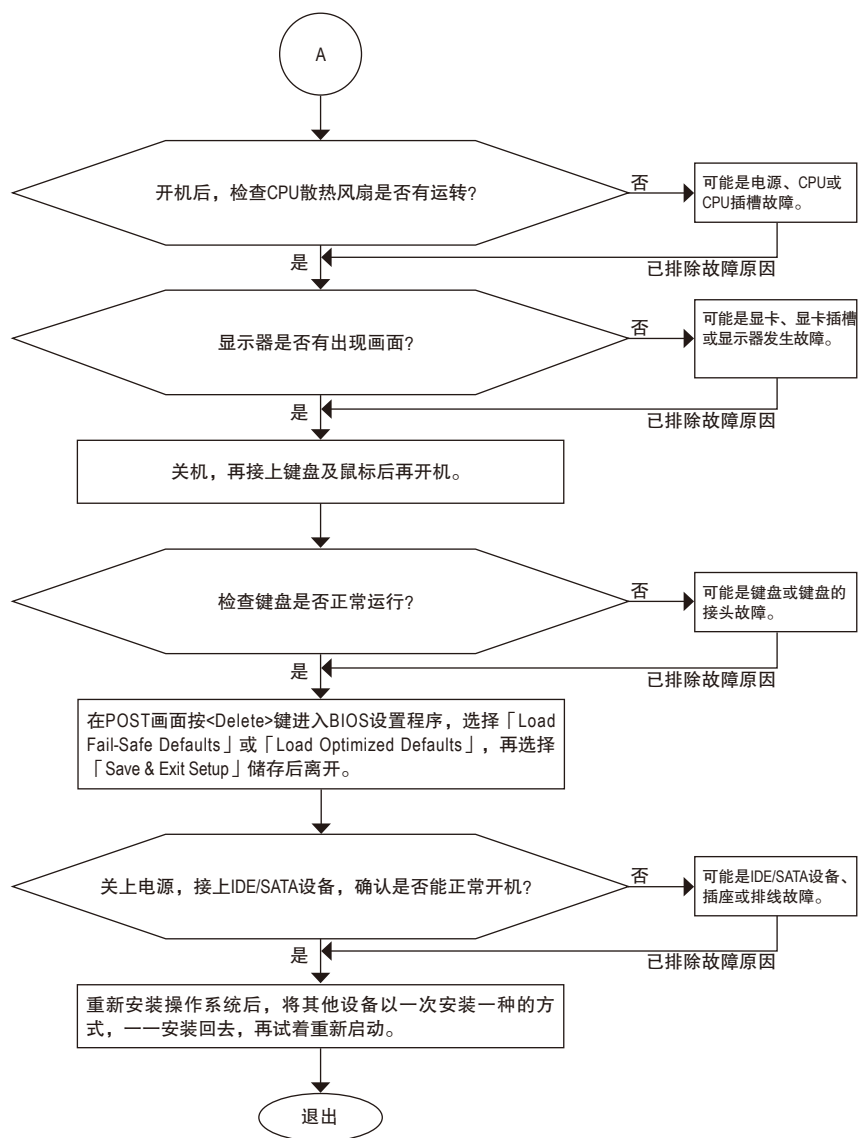 A
开机后，检查CPU散热风扇是否有运转?
否
可能是电源、CPU或
CPU插槽故障。
是
已排除故障原因
显示器是否有出现画面?
否
可能是显卡、显卡插槽
或显示器发生故障。
是
已排除故障原因
关机，再接上键盘及鼠标后再开机。
检查键盘是否正常运行?
否
可能是键盘或键盘的
接头故障。
是
已排除故障原因
在POST画面按<Delete>键进入BIOS设置程序，选择「Load
Fail-Safe Defaults」或「Load Optimized Defaults」，再选择
「Save & Exit Setup」储存后离开。
关上电源，接上IDE/SATA设备，确认是否能正常开机?
否
可能是IDE/SATA设备、
插座或排线故障。
是
已排除故障原因
重新安装操作系统后，将其他设备以一次安装一种的方
式，一一安装回去，再试着重新启动。
退出